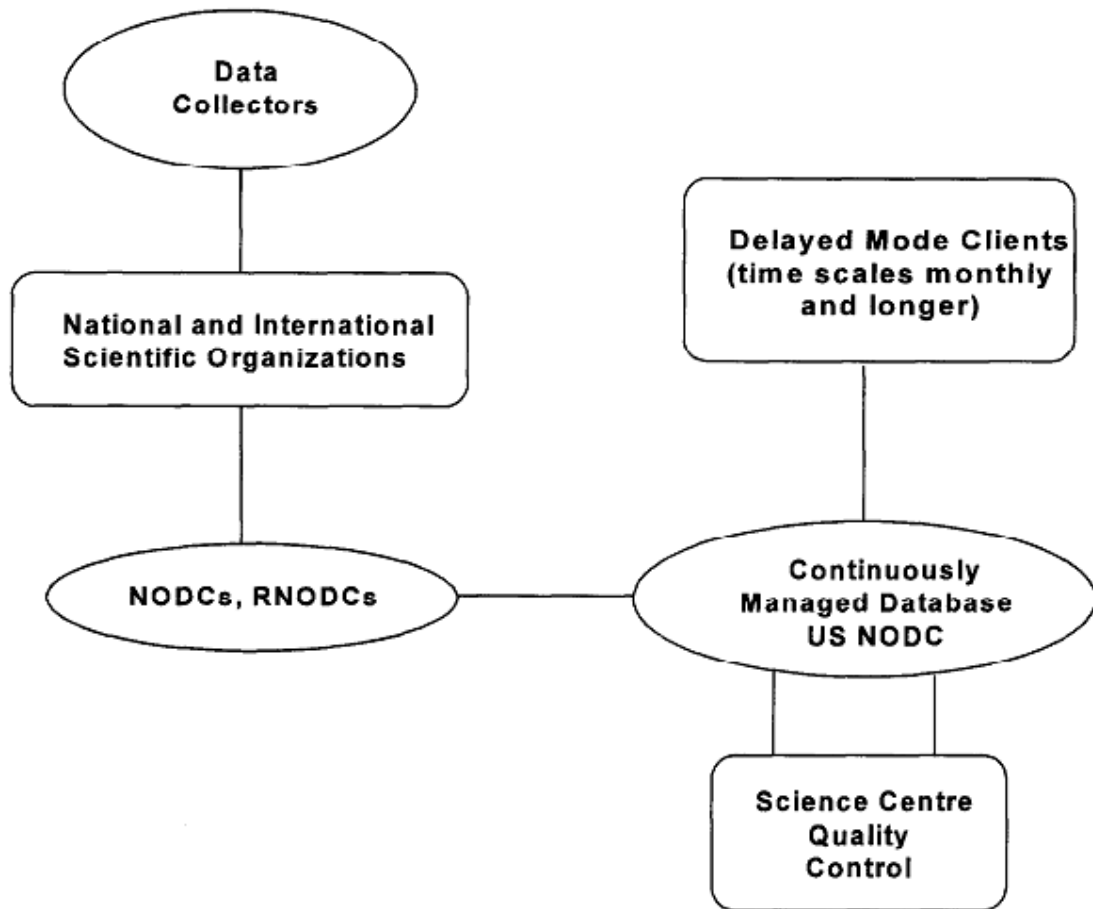 Data
Collectors
National and International
Scientific Organizations
NODCs, RNODCs
Delayed Mode Clients
(time scales monthly
and longer)
Continuously
Managed Database
US NODC
Science Centre
Quality
Control